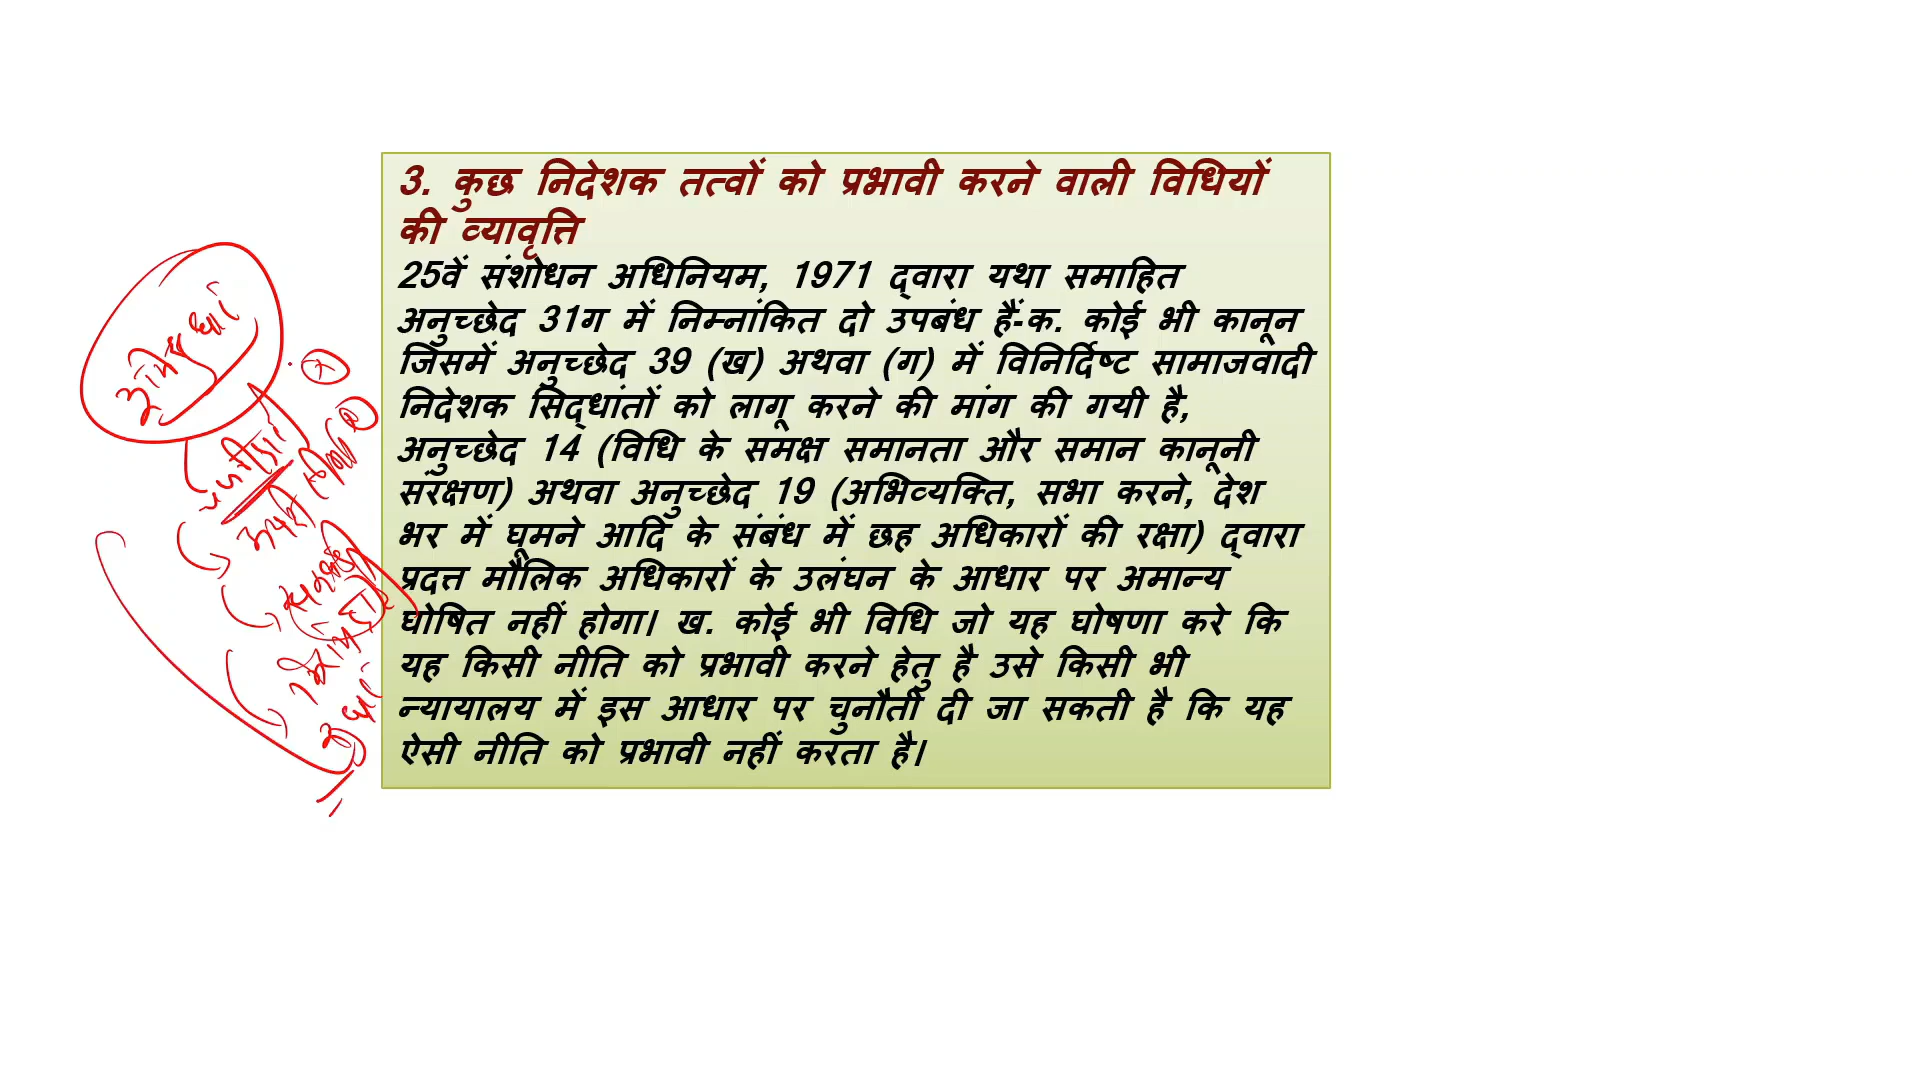 3. कुछ निदेशक तत्वों को प्रभावी करने वाली विधियों
की व्यावृत्ति
25वें संशोधन अधिनियम, 1971 द्वारा यथा समाहित
अनुच्छेद 31ग में निम्नांकित दो उपबंध हैं-क. कोई भी कानून
जिसमें अनुच्छेद 39 (ख) अथवा (ग) में विनिर्दिष्ट सामाजवादी
निदेशक सिद्धांतों को लागू करने की मांग की गयी है,
अनुच्छेद 14 (विधि के समक्ष समानता और समान कानूनी
संरक्षण) अथवा अनुच्छेद 19 (अभिव्यक्ति, सभा करने, देश
भर में घूमने आदि के संबंध में छह अधिकारों की रक्षा) द्वारा
प्रदत्त मौलिक अधिकारों के उलंघन के आधार पर अमान्य
घोषित नहीं होगा। ख. कोई भी विधि जो यह घोषणा करे कि
यह किसी नीति को प्रभावी करने हेतु है उसे किसी भी
न्यायालय में इस आधार पर चुनौती दी जा सकती है कि यह
ऐसी नीति को प्रभावी नहीं करता है।